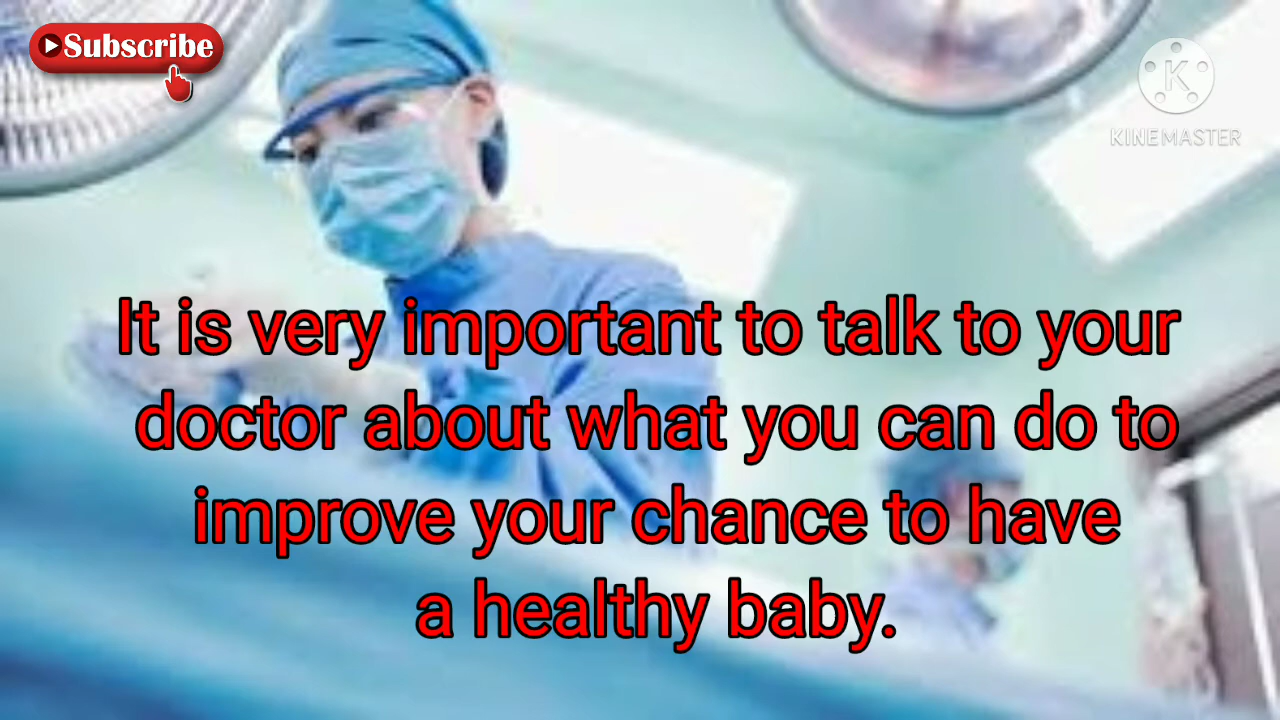 Subscribe
K
KINEMASTER
It is very important to talk to your
doctor about what you can do to
improve your chance to have
a healthy baby.